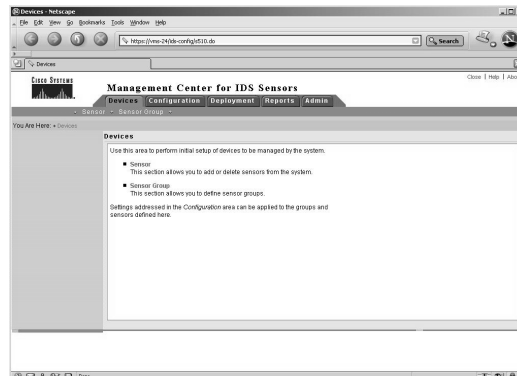 Devices - Netscape
File Edit View Go Bookmarks Tools Window Help
https://vms-24/ids-config/s510.do
Search
Devices
Close | Help |
CISCO SYSTEMS
Management Center for IDS Sensors
Devices Configuration Deployment Reports Admin
Sensor Sensor Group
You Are Here: Devices
Devices
Use this area to perform initial setup of devices to be managed by the system.
Sensor
This section allows you to add or delete sensors from the system.
Sensor Group
This section allows you to define sensor groups.
Settings addressed in the Configuration area can be applied to the groups and
sensors defined here.